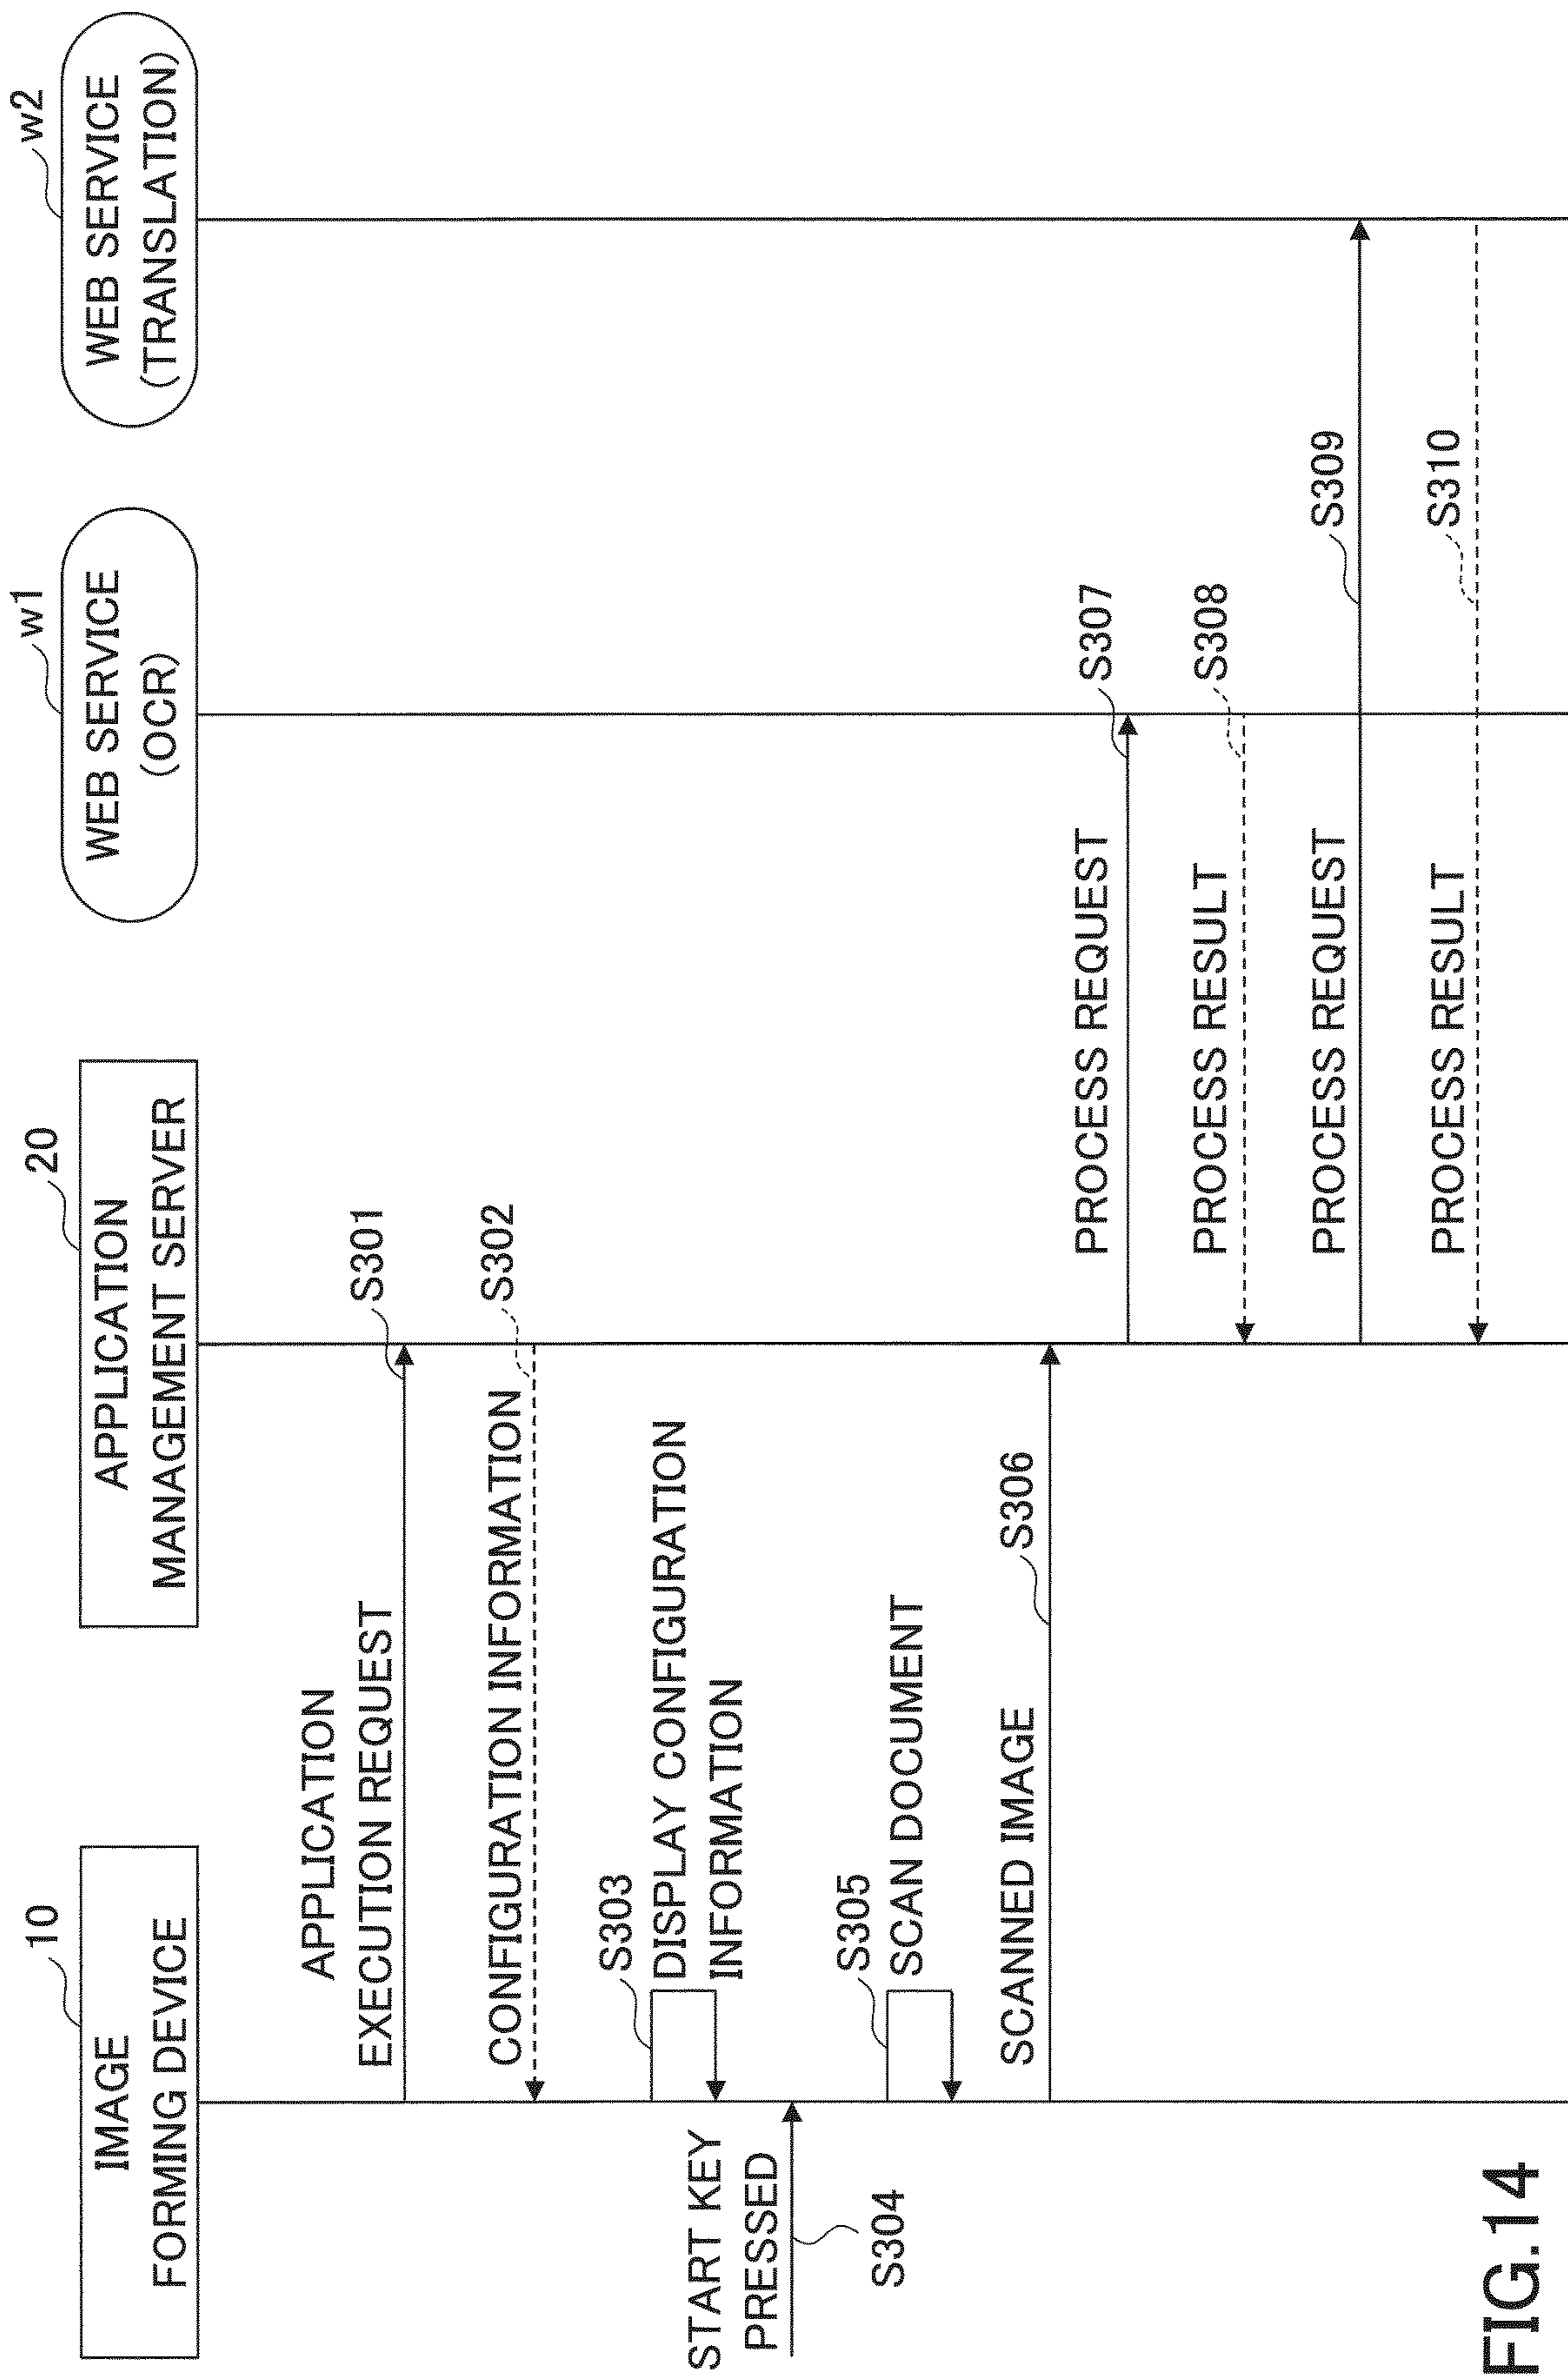 FIG.14
10
IMAGE
FORMING DEVICE
20
APPLICATION
MANAGEMENT SERVER
w1
WEB SERVICE
(OCR)
w2
WEB SERVICE
(TRANSLATION)
APPLICATION
EXECUTION REQUEST
S301
CONFIGURATION INFORMATION
S302
S303
DISPLAY CONFIGURATION
INFORMATION
START KEY
PRESSED
S304
S305
SCAN DOCUMENT
SCANNED IMAGE
S306
PROCESS REQUEST
S307
PROCESS RESULT
S308
PROCESS REQUEST
S309
PROCESS RESULT
S310